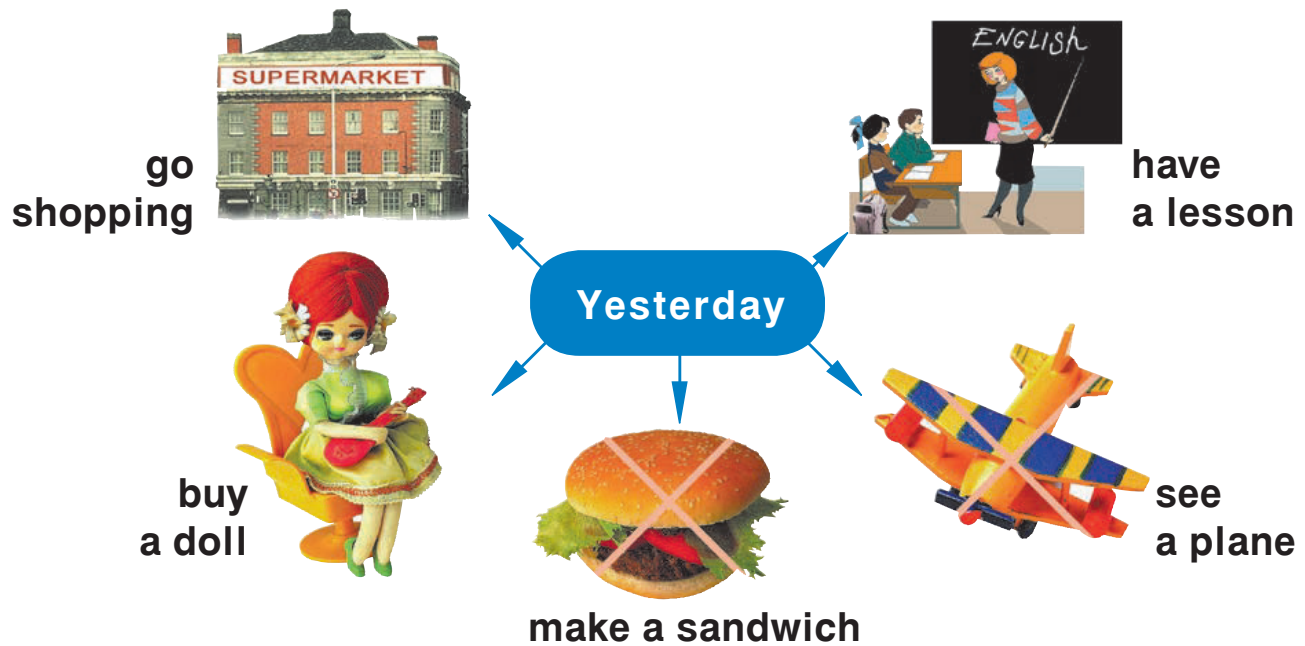 SUPERMARKET
go
shopping
ENGLISH
have
a lesson
Yesterday
buy
a doll
see
a plane
make a sandwich